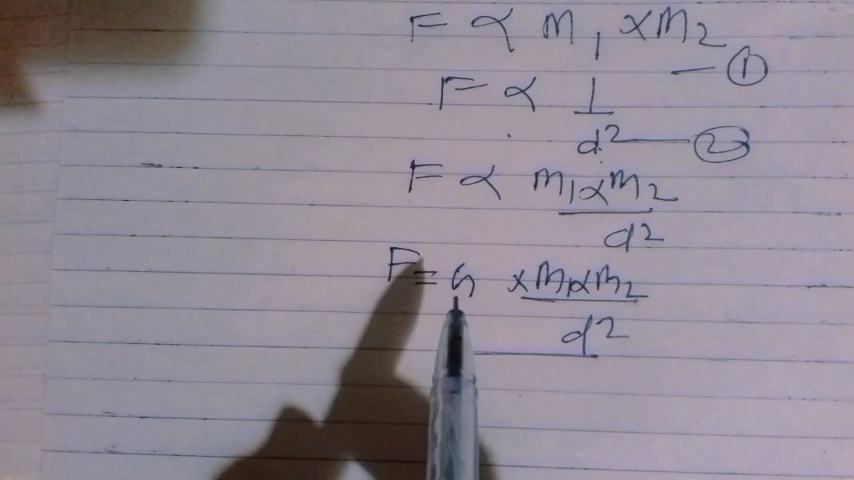 F ∝ m₁ × m₂
— ①
F ∝ 1/d² — ②
F ∝ m₁ × m₂/d²
F = G × m₁ × m₂/d²